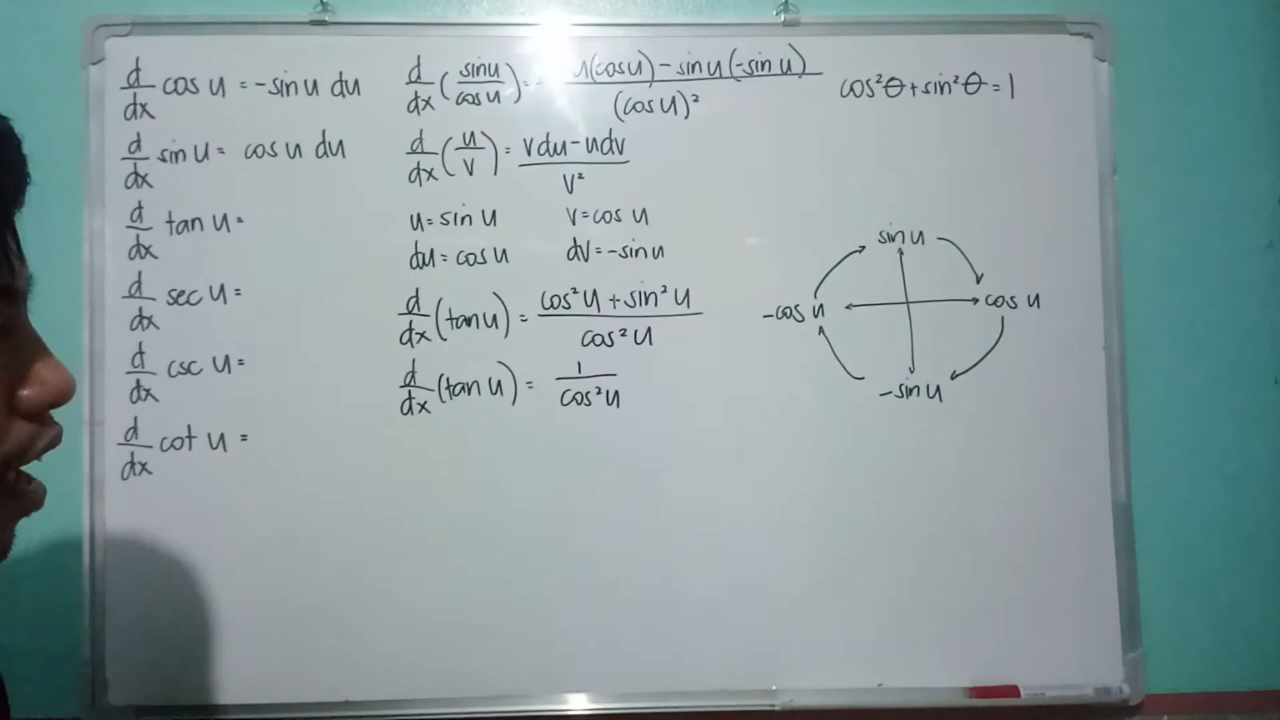 d/dx cos u = -sin u du
d/dx sin u = cos u du
d/dx tan u =
d/dx sec u =
d/dx csc u =
d/dx cot u =
d/dx (sin u / cos u) = u(cos u) - sin u (-sin u) / (cos u)²
d/dx (u/v) = v du - u dv / v²
u = sin u v = cos u
du = cos u dv = -sin u
d/dx (tan u) = cos² u + sin² u / cos² u
d/dx (tan u) = 1 / cos² u
cos²θ + sin²θ = 1
sin u
-cos u cos u
-sin u